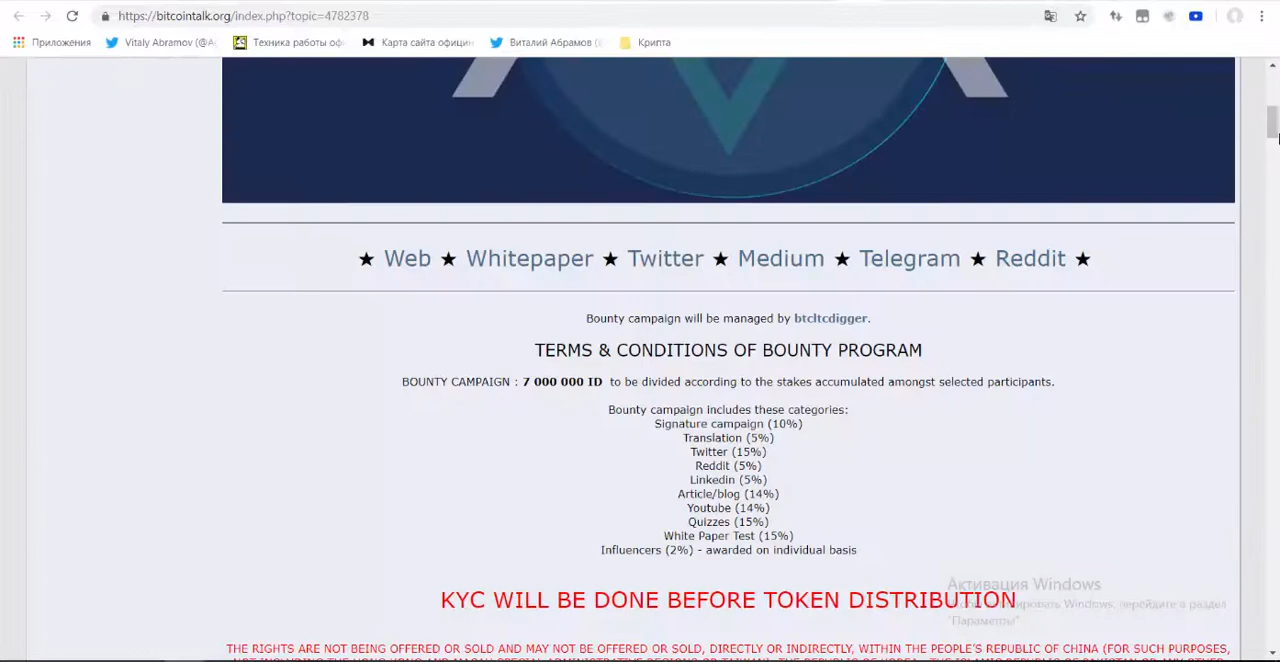 https://bitcointalk.org/index.php?topic=4782378
Приложения Vitaly Abramov (@A Техника работы оф Карта сайта офици Виталий Абрамов ( Крипта
★ Web ★ Whitepaper ★ Twitter ★ Medium ★ Telegram ★ Reddit ★
Bounty campaign will be managed by btcltcdigger.
TERMS & CONDITIONS OF BOUNTY PROGRAM
BOUNTY CAMPAIGN : 7 000 000 ID to be divided according to the stakes accumulated amongst selected participants.
Bounty campaign includes these categories:
Signature campaign (10%)
Translation (5%)
Twitter (15%)
Reddit (5%)
Linkedin (5%)
Article/blog (14%)
Youtube (14%)
Quizzes (15%)
White Paper Test (15%)
Influencers (2%) - awarded on individual basis
Активация Windows
KYC WILL BE DONE BEFORE TOKEN DISTRIBUTION
Windows, перейдите в раздел
"Параметры"
THE RIGHTS ARE NOT BEING OFFERED OR SOLD AND MAY NOT BE OFFERED OR SOLD, DIRECTLY OR INDIRECTLY, WITHIN THE PEOPLE'S REPUBLIC OF CHINA (FOR SUCH PURPOSES,